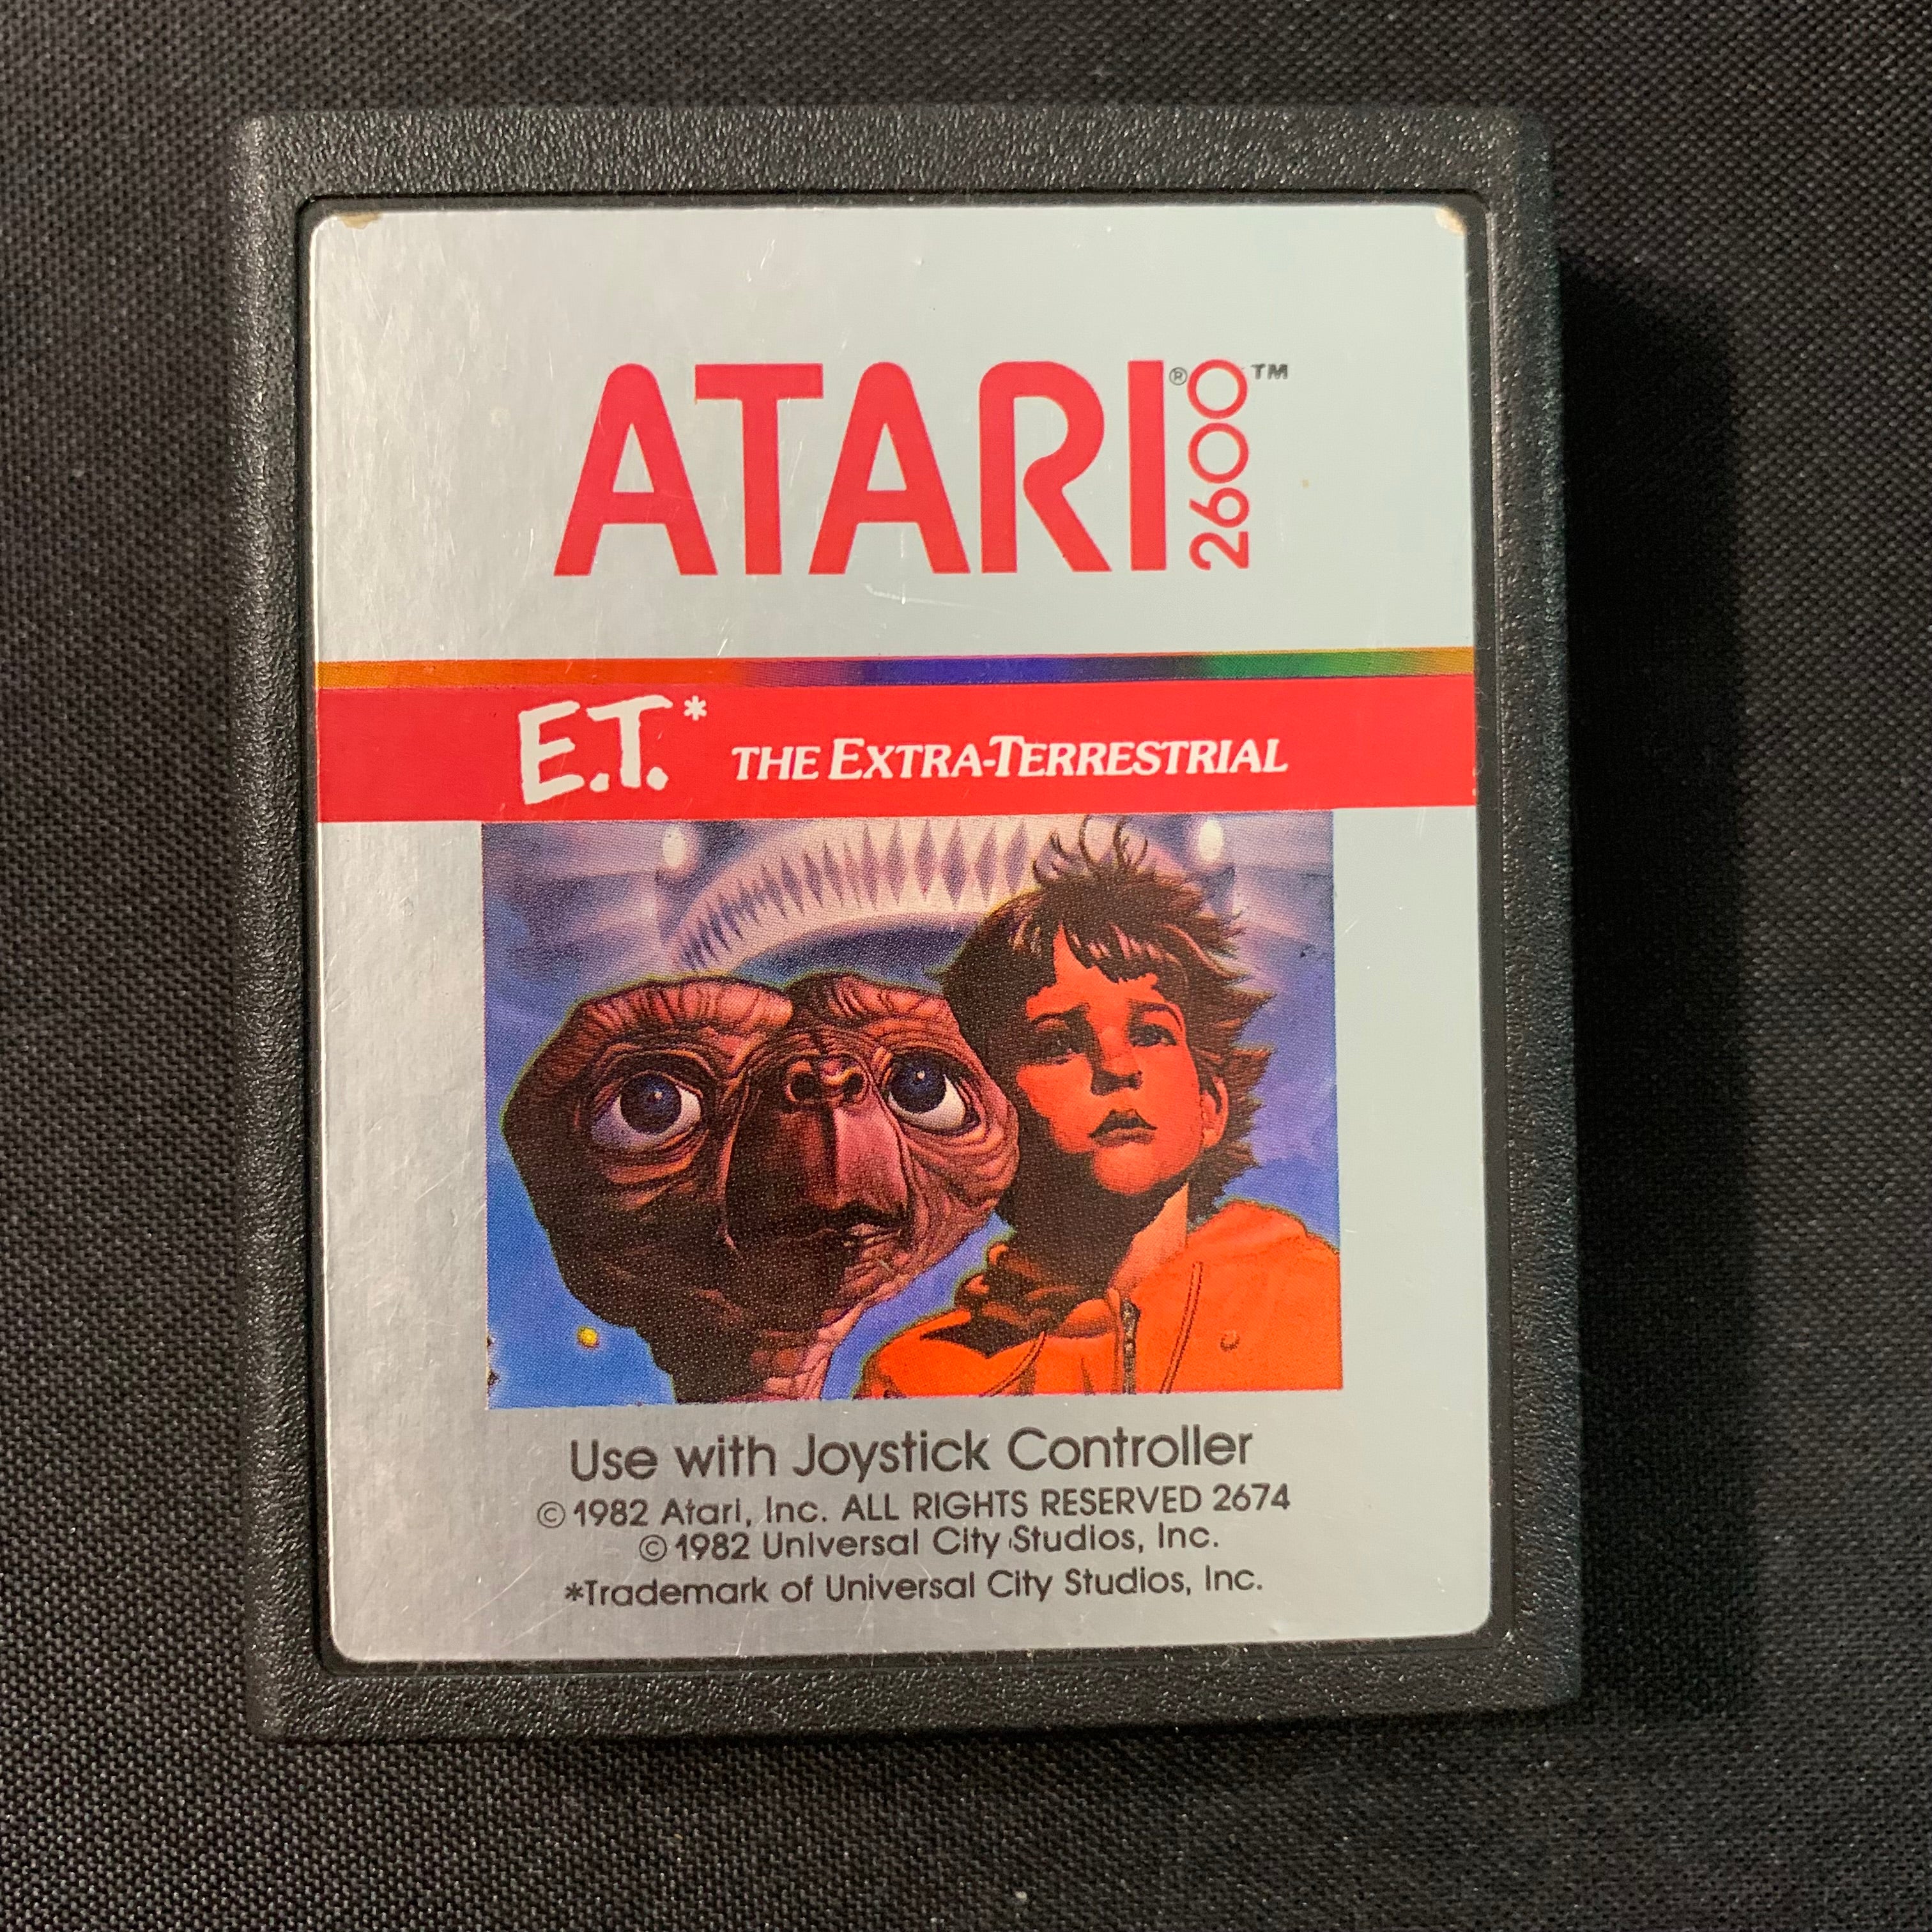 ATARI® 2600™
E.T.* THE EXTRA-TERRESTRIAL
Use with Joystick Controller
© 1982 Atari, Inc. ALL RIGHTS RESERVED 2674
© 1982 Universal City Studios, Inc.
*Trademark of Universal City Studios, Inc.